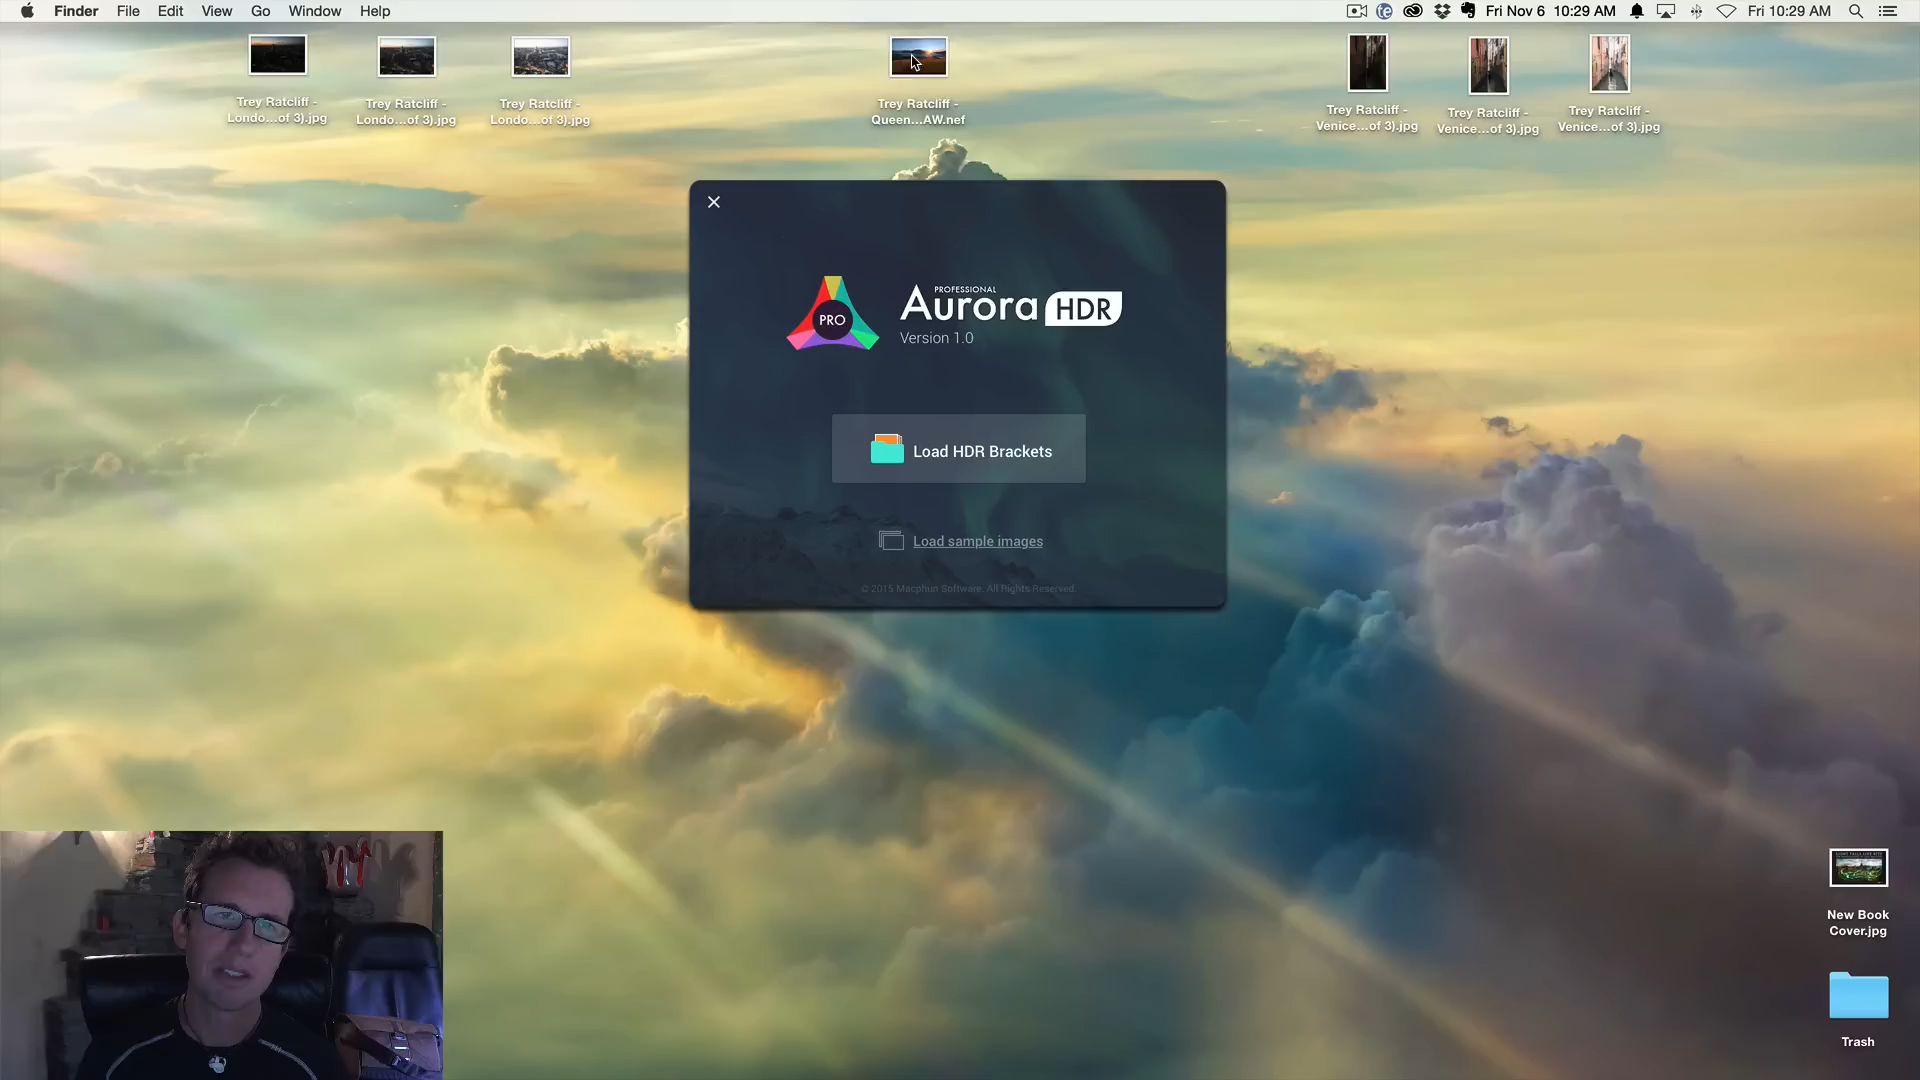 Finder File Edit View Go Window Help
Fri Nov 6 10:29 AM
Fri 10:29 AM
Trey Ratcliff -
Londo...of 3).jpg
Trey Ratcliff -
Londo...of 3).jpg
Trey Ratcliff -
Londo...of 3).jpg
Trey Ratcliff -
Queen...AW.nef
Trey Ratcliff -
Venice...of 3).jpg
Trey Ratcliff -
Venice...of 3).jpg
Trey Ratcliff -
Venice...of 3).jpg
PRO
PROFESSIONAL
Aurora HDR
Version 1.0
Load HDR Brackets
Load sample images
© 2015 Macphun Software. All Rights Reserved.
New Book
Cover.jpg
Trash